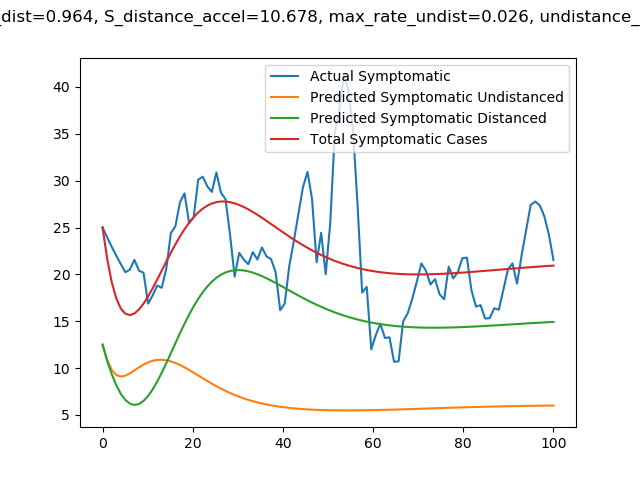 _dist=0.964, S_distance_accel=10.678, max_rate_undist=0.026, undistance_
Actual Symptomatic
Predicted Symptomatic Undistanced
Predicted Symptomatic Distanced
Total Symptomatic Cases
40
35
30
25
20
15
10
5
0 20 40 60 80 100